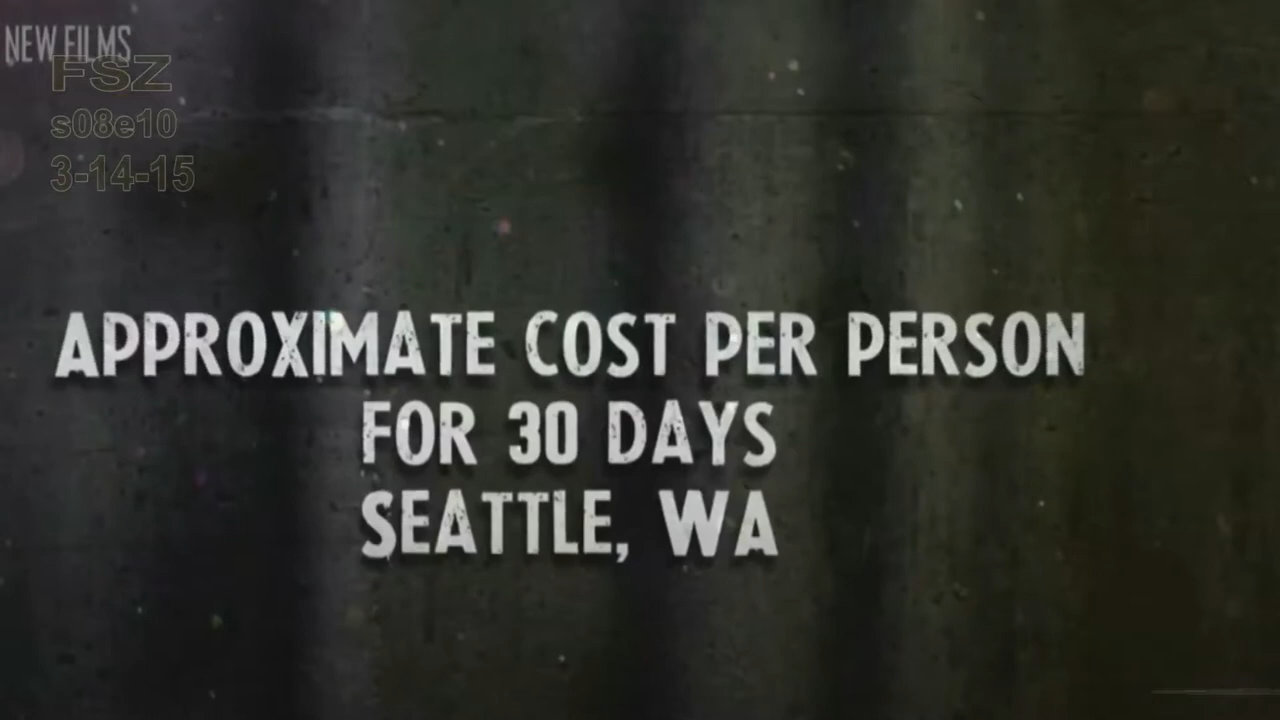 NEW FILMS
FSZ
s08e10
3-14-15
APPROXIMATE COST PER PERSON
FOR 30 DAYS
SEATTLE, WA